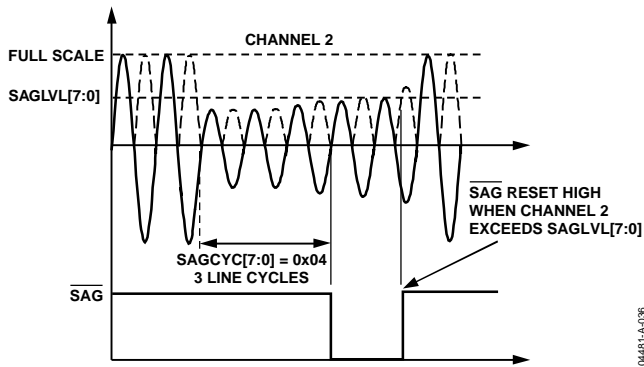 CHANNEL 2
FULL SCALE
SAGLVL[7:0]
SAG RESET HIGH
WHEN CHANNEL 2
EXCEEDS SAGLVL[7:0]
SAGCYC[7:0] = 0x04
3 LINE CYCLES
SAG
04481-A-036